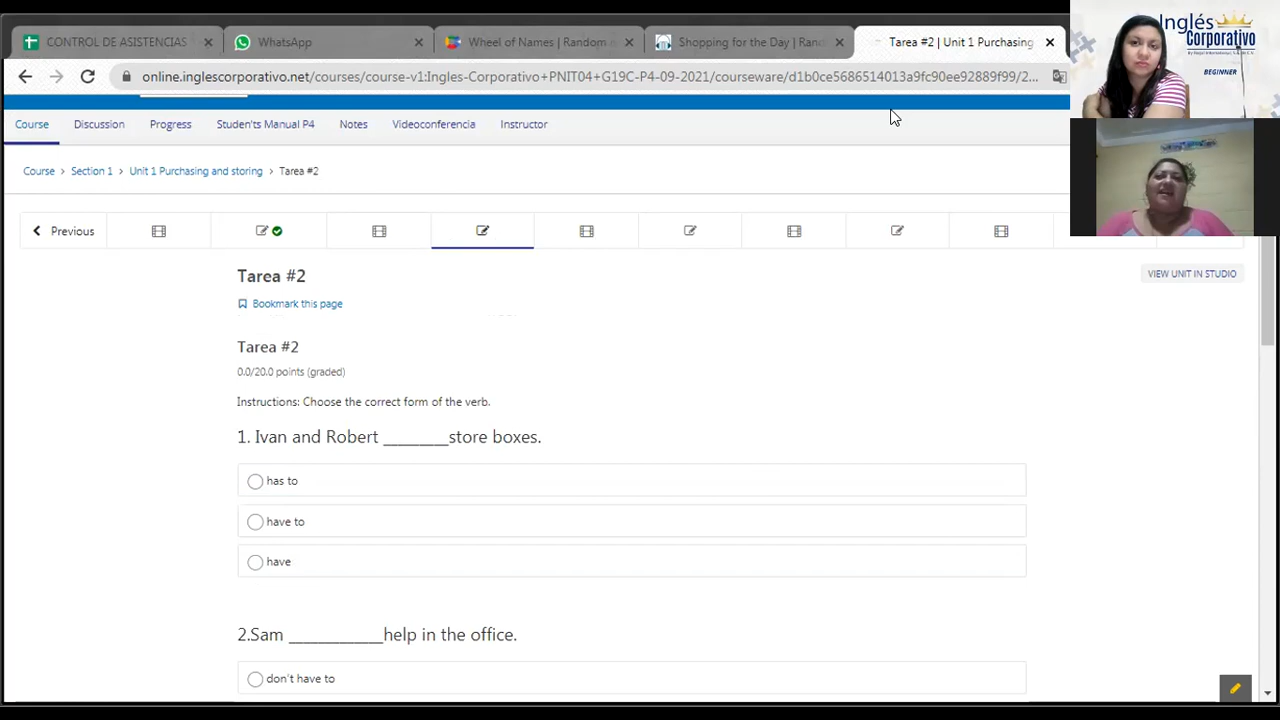 CONTROL DE ASISTENCIAS
WhatsApp
Wheel of Names | Random
Shopping for the Day | Rand
Tarea #2 | Unit 1 Purchasing
online.inglescorporativo.net/courses/course-v1:Ingles-Corporativo+PNIT04+G19C-P4-09-2021/courseware/d1b0ce5686514013a9fc90ee92889f99/2...
Inglés
Corporativo
BEGINNER
Course
Discussion
Progress
Studen'ts Manual P4
Notes
Videoconferencia
Instructor
Course > Section 1 > Unit 1 Purchasing and storing > Tarea #2
Previous
Tarea #2
VIEW UNIT IN STUDIO
Bookmark this page
Tarea #2
0.0/20.0 points (graded)
Instructions: Choose the correct form of the verb.
1. Ivan and Robert _________store boxes.
has to
have to
have
2.Sam _____________help in the office.
don't have to